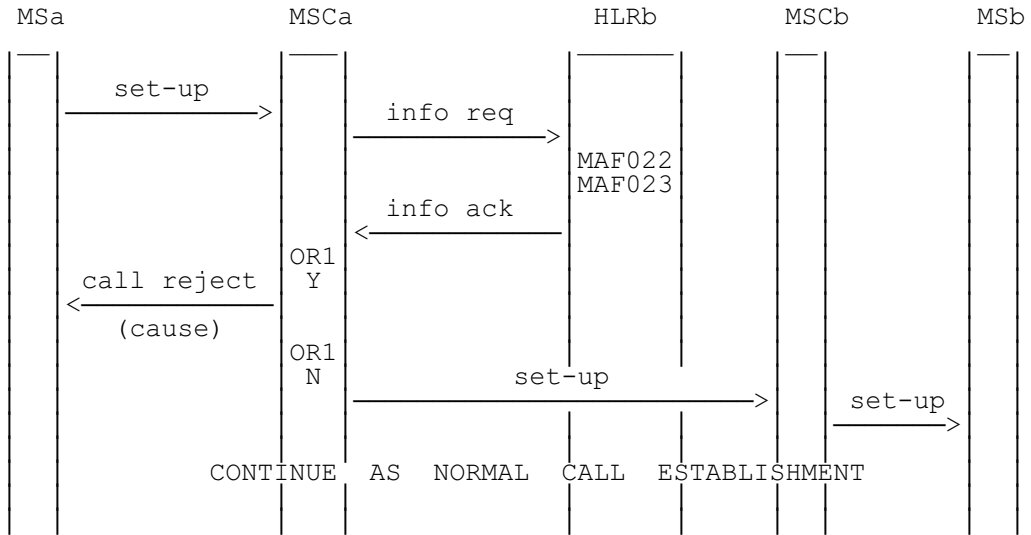 MSa MSCa HLRb MSCb MSb
set-up
info req
MAF022
MAF023
info ack
OR1
Y
call reject
(cause)
OR1
N
set-up
set-up
CONTINUE AS NORMAL CALL ESTABLISHMENT